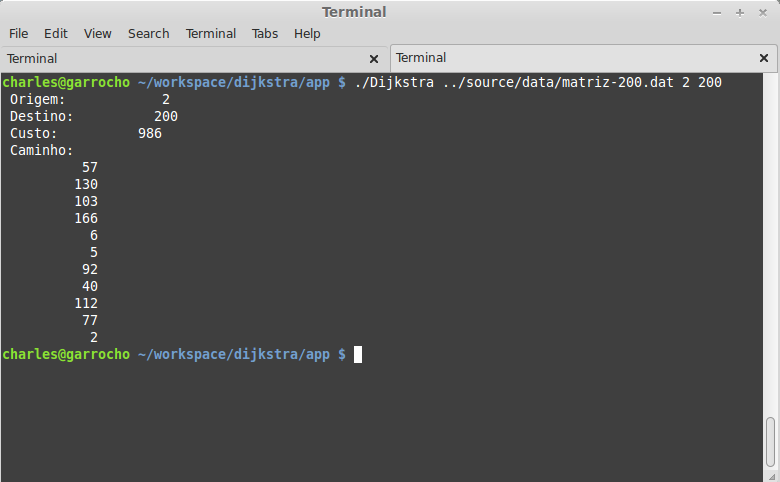 Terminal
File Edit View Search Terminal Tabs Help
Terminal Terminal
charles@garrocho ~/workspace/dijkstra/app $ ./Dijkstra ../source/data/matriz-200.dat 2 200
Origem: 2
Destino: 200
Custo: 986
Caminho:
57
130
103
166
6
5
92
40
112
77
2
charles@garrocho ~/workspace/dijkstra/app $